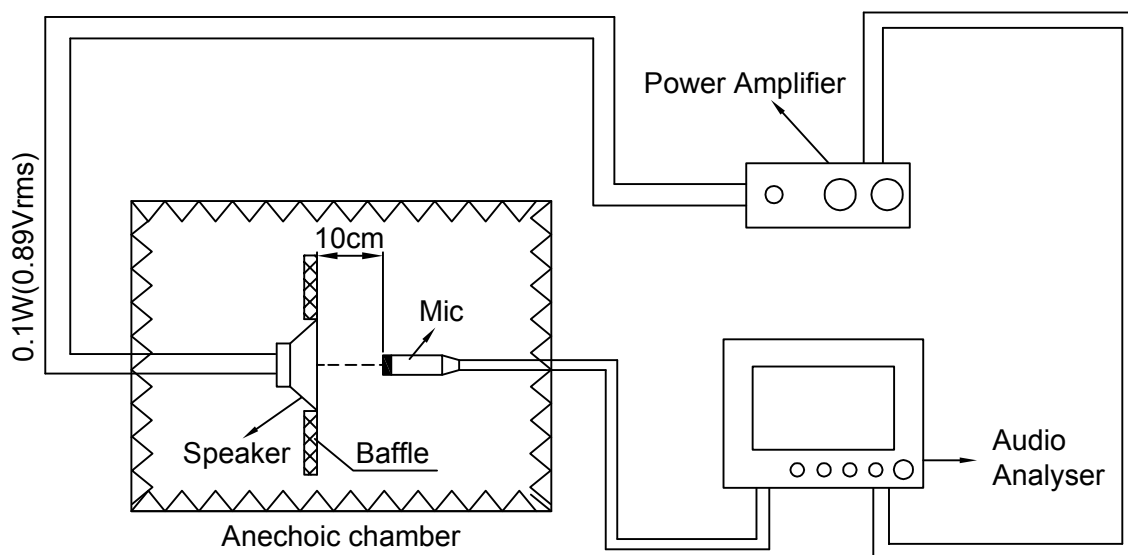 Power Amplifier
0.1W(0.89Vrms)
10cm
Mic
Speaker
Baffle
Audio
Analyser
Anechoic chamber